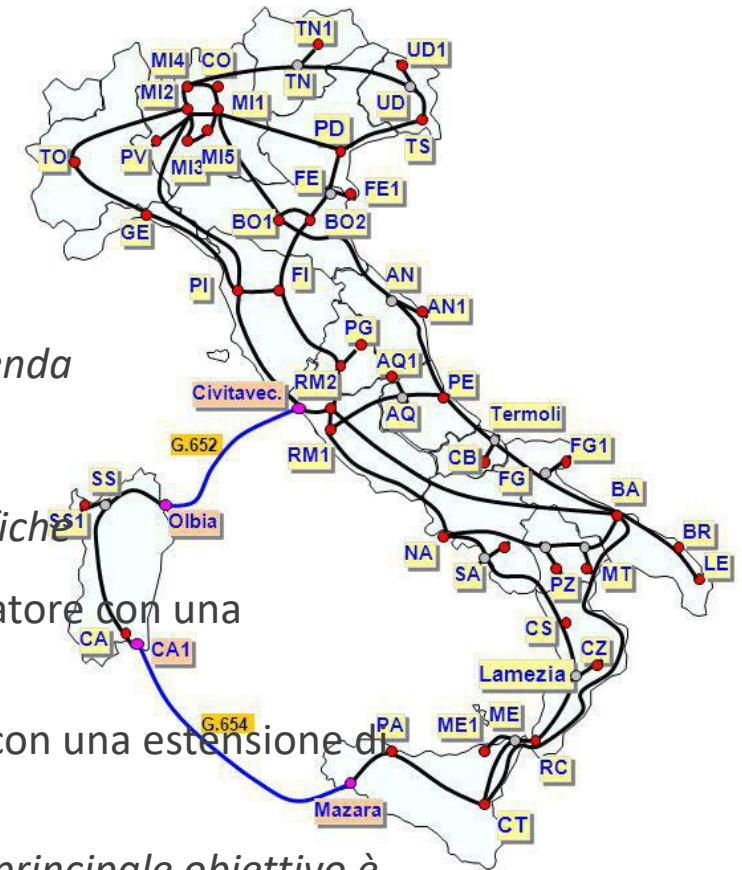 TN1
UD1
MI4 CO
TN
MI2
MI1
UD
PD
TS
TO
PV
MI3
MI5
FE
FE1
GE
BO1
BO2
PI
FI
AN
AN1
PG
enda
AQ1
RM2
PE
Civitavec.
AQ
Termoli
G.652
RM1
CB
FG1
FG
SS
BA
SS1
fiche
Olbia
NA
BR
SA
PZ
MT
LE
atore con una
CS
CA
CA1
CZ
Lamezia
G.654
con una estensione di
PA
ME1
ME
RC
Mazara
CT
principale obiettivo è